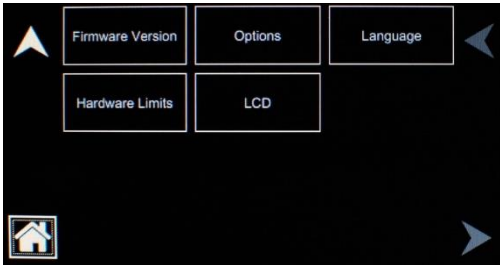 Firmware Version
Options
Language
Hardware Limits
LCD